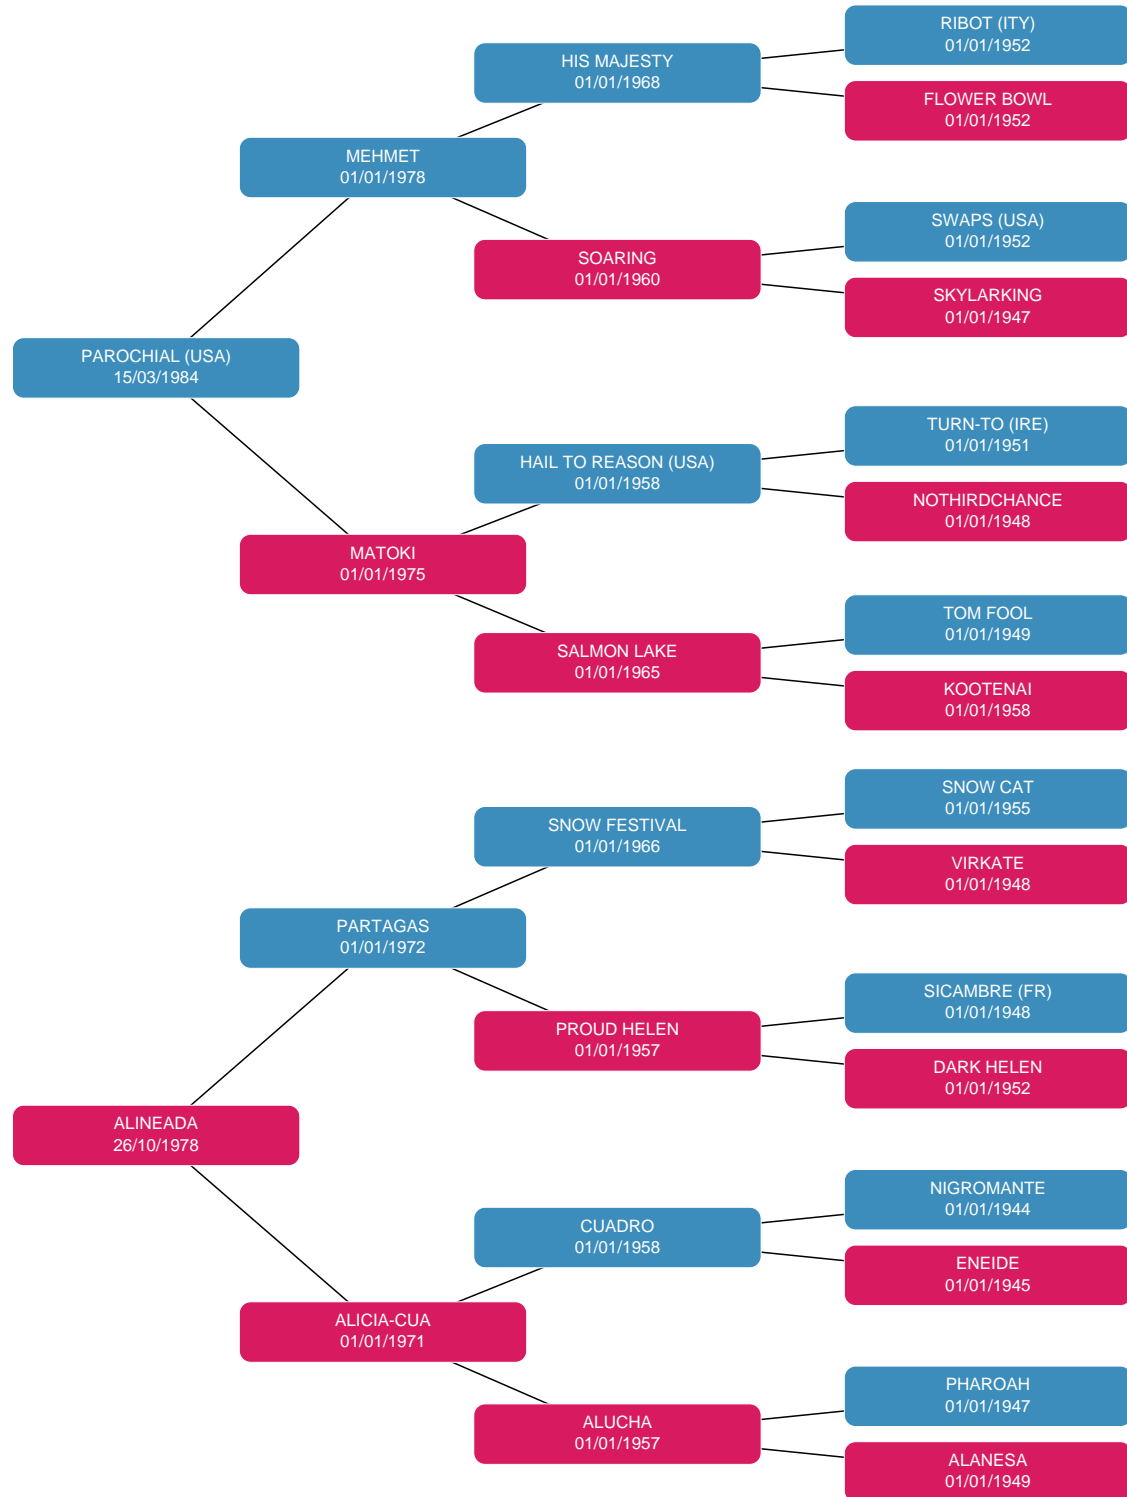 RIBOT (ITY)
01/01/1952
HIS MAJESTY
01/01/1968
FLOWER BOWL
01/01/1952
MEHMET
01/01/1978
SWAPS (USA)
01/01/1952
SOARING
01/01/1960
SKYLARKING
01/01/1947
PAROCHIAL (USA)
15/03/1984
TURN-TO (IRE)
01/01/1951
HAIL TO REASON (USA)
01/01/1958
NOTHIRDCHANCE
01/01/1948
MATOKI
01/01/1975
TOM FOOL
01/01/1949
SALMON LAKE
01/01/1965
KOOTENAI
01/01/1958
SNOW CAT
01/01/1955
SNOW FESTIVAL
01/01/1966
VIRKATE
01/01/1948
PARTAGAS
01/01/1972
SICAMBRE (FR)
01/01/1948
PROUD HELEN
01/01/1957
DARK HELEN
01/01/1952
ALINEADA
26/10/1978
NIGROMANTE
01/01/1944
CUADRO
01/01/1958
ENEIDE
01/01/1945
ALICIA-CUA
01/01/1971
PHAROAH
01/01/1947
ALUCHA
01/01/1957
ALANESA
01/01/1949